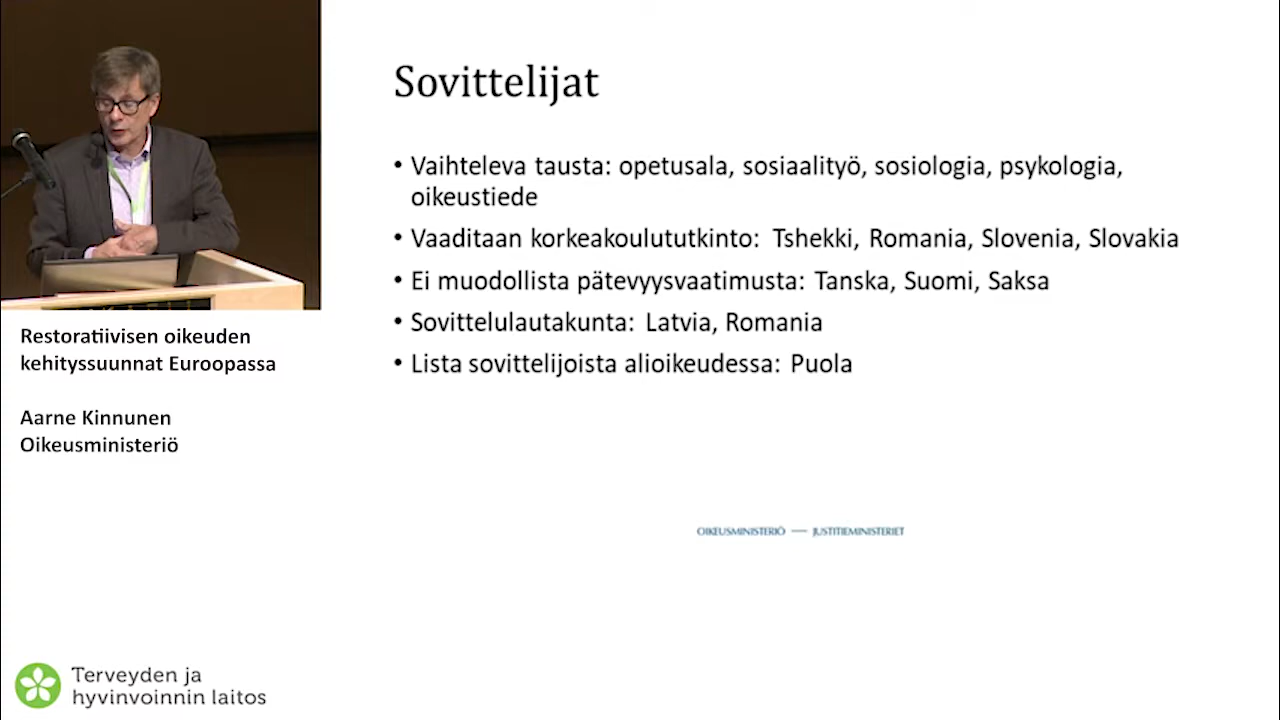 Sovittelijat
• Vaihteleva tausta: opetusala, sosiaalityö, sosiologia, psykologia,
oikeustiede
• Vaaditaan korkeakoulututkinto: Tshekki, Romania, Slovenia, Slovakia
• Ei muodollista pätevyysvaatimusta: Tanska, Suomi, Saksa
• Sovittelulautakunta: Latvia, Romania
• Lista sovittelijoista alioikeudessa: Puola
Restoratiivisen oikeuden
kehityssuunnat Euroopassa
Aarne Kinnunen
Oikeusministeriö
OIKEUSMINISTERIÖ — JUSTITIEMINISTERIET
Terveyden ja
hyvinvoinnin laitos